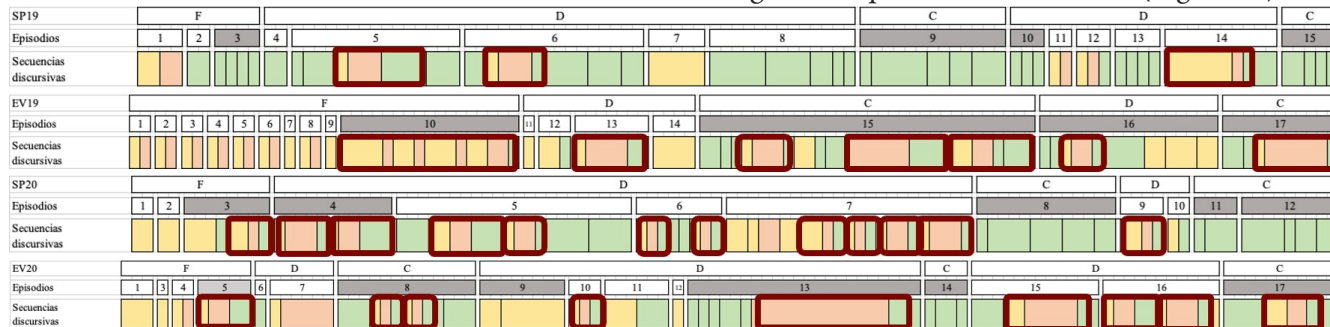 SP19 F D C D C
Episodios 1 2 3 4 5 6 7 8 9 10 11 12 13 14 15
Secuencias
discursivas
EV19 F D C D C
Episodios 1 2 3 4 5 6 7 8 9 10 11 12 13 14 15 16 17
Secuencias
discursivas
SP20 F D C D C
Episodios 1 2 3 4 5 6 7 8 9 10 11 12
Secuencias
discursivas
EV20 F D C D C D C
Episodios 1 3 4 5 6 7 8 9 10 11 12 13 14 15 16 17
Secuencias
discursivas